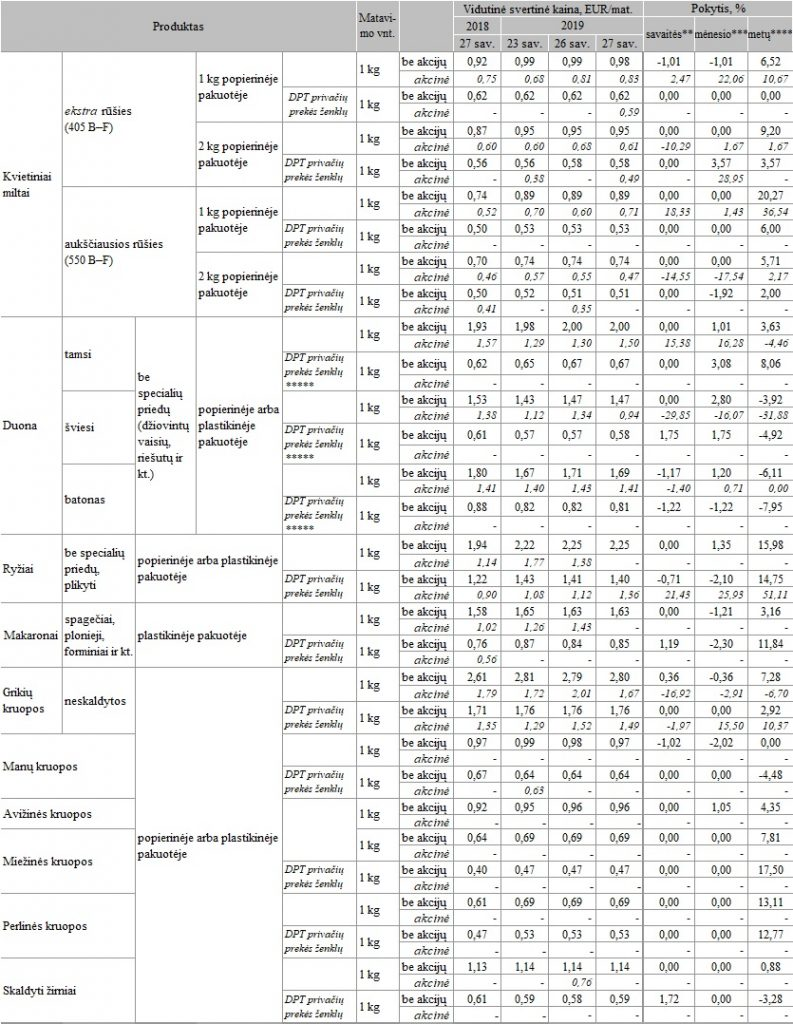 Produktas Matavi- Vidutinė svertinė kaina, EUR/mat. Pokytis, %
mo vnt. 2018 2019 savaitės** mėnesio*** metų****
27 sav. 23 sav. 26 sav. 27 sav.
Kvietiniai
miltai
ekstra rūšies
(405 B–F)
1 kg popierinėje
pakuotėje
1 kg be akcijų 0,92 0,99 0,99 0,98 -1,01 -1,01 6,52
akcinė 0,75 0,68 0,81 0,83 2,47 22,06 10,67
DPT privačių
prekės ženklų
1 kg be akcijų 0,62 0,62 0,62 0,62 0,00 0,00 0,00
akcinė - - - 0,59 - - -
2 kg popierinėje
pakuotėje
1 kg be akcijų 0,87 0,95 0,95 0,95 0,00 0,00 9,20
akcinė 0,60 0,60 0,68 0,61 -10,29 1,67 1,67
DPT privačių
prekės ženklų
1 kg be akcijų 0,56 0,56 0,58 0,58 0,00 3,57 3,57
akcinė - 0,38 - 0,49 - 28,95 -
aukščiausios rūšies
(550 B–F)
1 kg popierinėje
pakuotėje
1 kg be akcijų 0,74 0,89 0,89 0,89 0,00 0,00 20,27
akcinė 0,52 0,70 0,60 0,71 18,33 1,43 36,54
DPT privačių
prekės ženklų
1 kg be akcijų 0,50 0,53 0,53 0,53 0,00 0,00 6,00
akcinė - - - - - - -
2 kg popierinėje
pakuotėje
1 kg be akcijų 0,70 0,74 0,74 0,74 0,00 0,00 5,71
akcinė 0,46 0,57 0,55 0,47 -14,55 -17,54 2,17
DPT privačių
prekės ženklų
1 kg be akcijų 0,50 0,52 0,51 0,51 0,00 -1,92 2,00
akcinė 0,41 - 0,35 - - - -
Duona
tamsi
be
specialių
priedų
(džiovintų
vaisių,
riešutų ir
kt.)
popierinėje arba
plastikinėje
pakuotėje
1 kg be akcijų 1,93 1,98 2,00 2,00 0,00 1,01 3,63
akcinė 1,57 1,29 1,30 1,50 15,38 16,28 -4,46
DPT privačių
prekės ženklų
*****
1 kg be akcijų 0,62 0,65 0,67 0,67 0,00 3,08 8,06
akcinė - - - - - - -
šviesi
1 kg be akcijų 1,53 1,43 1,47 1,47 0,00 2,80 -3,92
akcinė 1,38 1,12 1,34 0,94 -29,85 -16,07 -31,88
DPT privačių
prekės ženklų
*****
1 kg be akcijų 0,61 0,57 0,57 0,58 1,75 1,75 -4,92
akcinė - - - - - - -
batonas
1 kg be akcijų 1,80 1,67 1,71 1,69 -1,17 1,20 -6,11
akcinė 1,41 1,40 1,43 1,41 -1,40 0,71 0,00
DPT privačių
prekės ženklų
*****
1 kg be akcijų 0,88 0,82 0,82 0,81 -1,22 -1,22 -7,95
akcinė - - - - - - -
Ryžiai
be specialių
priedų,
plikyti
popierinėje arba plastikinėje
pakuotėje
1 kg be akcijų 1,94 2,22 2,25 2,25 0,00 1,35 15,98
akcinė 1,14 1,77 1,38 - - - -
DPT privačių
prekės ženklų
1 kg be akcijų 1,22 1,43 1,41 1,40 -0,71 -2,10 14,75
akcinė 0,90 1,08 1,12 1,36 21,43 25,93 51,11
Makaronai
spagečiai,
plonieji,
forminiai ir kt.
plastikinėje pakuotėje
1 kg be akcijų 1,58 1,65 1,63 1,63 0,00 -1,21 3,16
akcinė 1,02 1,26 1,43 - - - -
DPT privačių
prekės ženklų
1 kg be akcijų 0,76 0,87 0,84 0,85 1,19 -2,30 11,84
akcinė 0,56 - - - - - -
Grikių
kruopos
neskaldytos
popierinėje arba plastikinėje
pakuotėje
1 kg be akcijų 2,61 2,81 2,79 2,80 0,36 -0,36 7,28
akcinė 1,79 1,72 2,01 1,67 -16,92 -2,91 -6,70
DPT privačių
prekės ženklų
1 kg be akcijų 1,71 1,76 1,76 1,76 0,00 0,00 2,92
akcinė 1,35 1,29 1,52 1,49 -1,97 15,50 10,37
Manų kruopos
1 kg be akcijų 0,97 0,99 0,98 0,97 -1,02 -2,02 0,00
akcinė - - - - - - -
DPT privačių
prekės ženklų
1 kg be akcijų 0,67 0,64 0,64 0,64 0,00 0,00 -4,48
akcinė - 0,63 - - - - -
Avižinės kruopos
1 kg be akcijų 0,92 0,95 0,96 0,96 0,00 1,05 4,35
akcinė - - - - - - -
Miežinės kruopos
1 kg be akcijų 0,64 0,69 0,69 0,69 0,00 0,00 7,81
akcinė - - - - - - -
DPT privačių
prekės ženklų
1 kg be akcijų 0,40 0,47 0,47 0,47 0,00 0,00 17,50
akcinė - - - - - - -
Perlinės kruopos
1 kg be akcijų 0,61 0,69 0,69 0,69 0,00 0,00 13,11
akcinė - - - - - - -
DPT privačių
prekės ženklų
1 kg be akcijų 0,47 0,53 0,53 0,53 0,00 0,00 12,77
akcinė - - - - - - -
Skaldyti žirniai
1 kg be akcijų 1,13 1,14 1,14 1,14 0,00 0,00 0,88
akcinė - - 0,76 - - - -
DPT privačių
prekės ženklų
1 kg be akcijų 0,61 0,59 0,58 0,59 1,72 0,00 -3,28
akcinė - - - - - - -